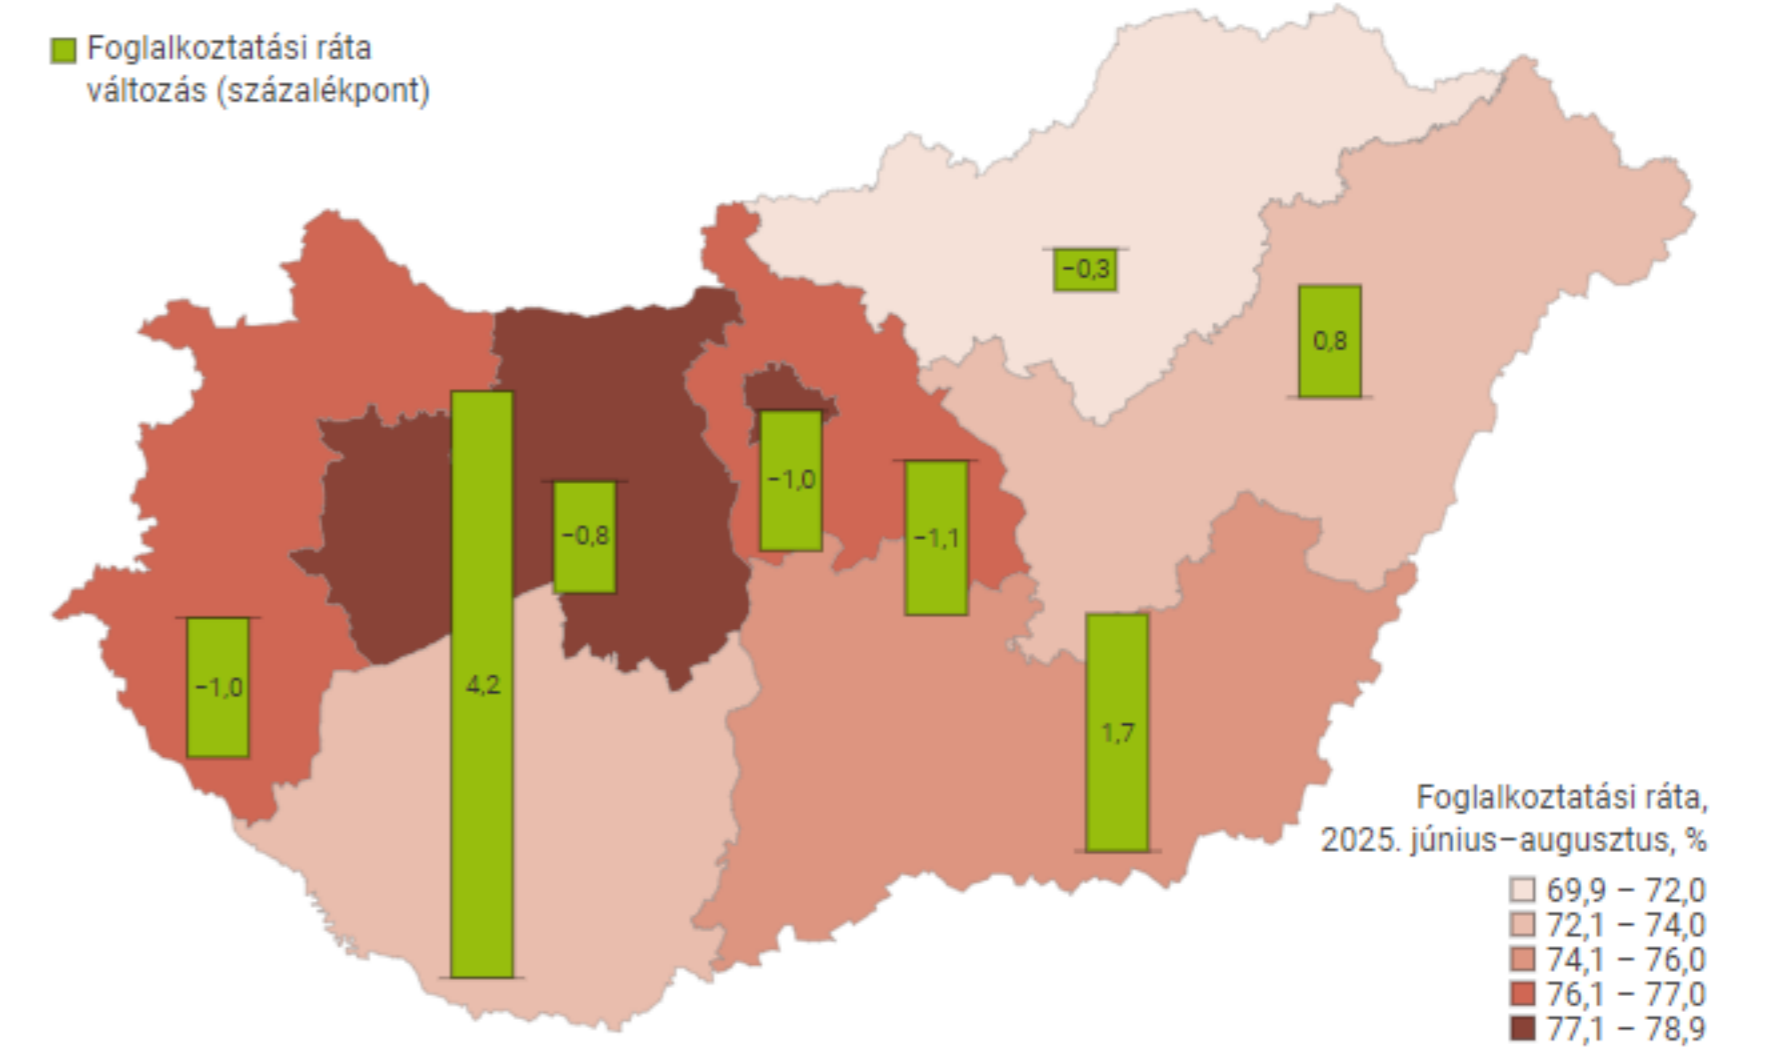 Foglalkoztatási ráta
változás (százalékpont)
−0,3
0,8
−1,0
−1,1
−0,8
4,2
−1,0
1,7
Foglalkoztatási ráta,
2025. június–augusztus, %
69,9 – 72,0
72,1 – 74,0
74,1 – 76,0
76,1 – 77,0
77,1 – 78,9